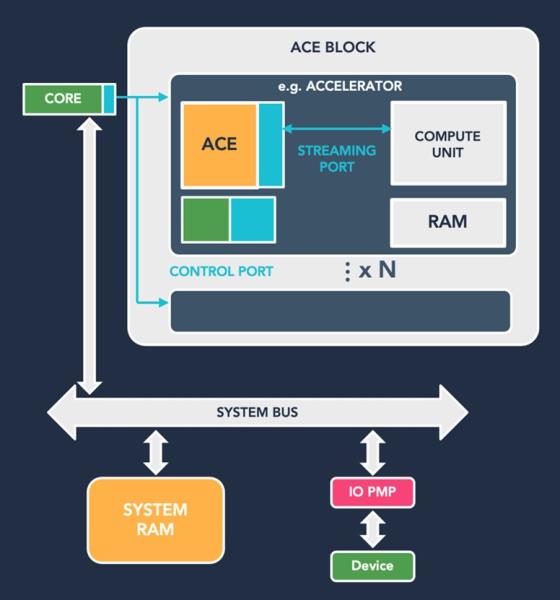 ACE BLOCK
e.g. ACCELERATOR
CORE
ACE
COMPUTE
UNIT
STREAMING
PORT
RAM
CONTROL PORT
⋮ x N
SYSTEM BUS
SYSTEM
RAM
IO PMP
Device